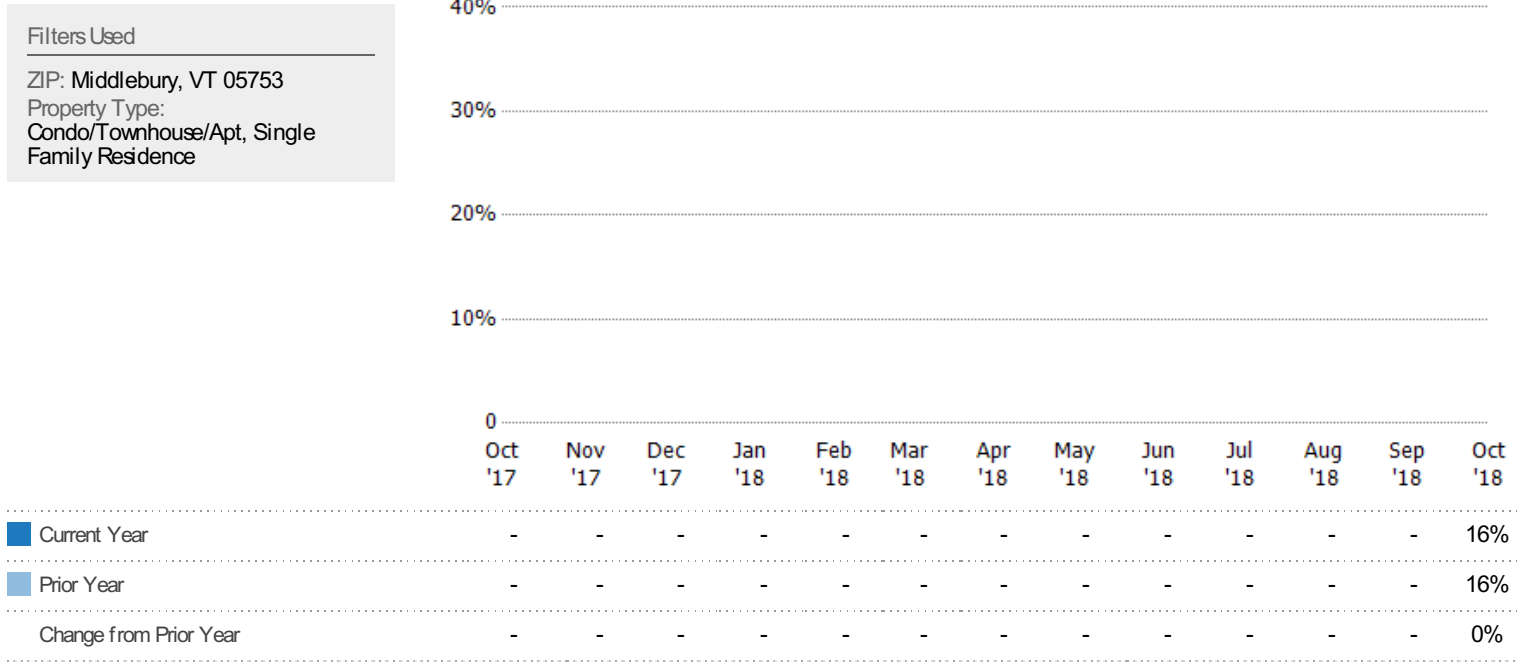 Filters Used
ZIP: Middlebury, VT 05753
Property Type:
Condo/Townhouse/Apt, Single
Family Residence
40%
30%
20%
10%
0
Oct Nov Dec Jan Feb Mar Apr May Jun Jul Aug Sep Oct
'17 '17 '17 '18 '18 '18 '18 '18 '18 '18 '18 '18 '18
Current Year - - - - - - - - - - - - 16%
Prior Year - - - - - - - - - - - - 16%
Change from Prior Year - - - - - - - - - - - - 0%